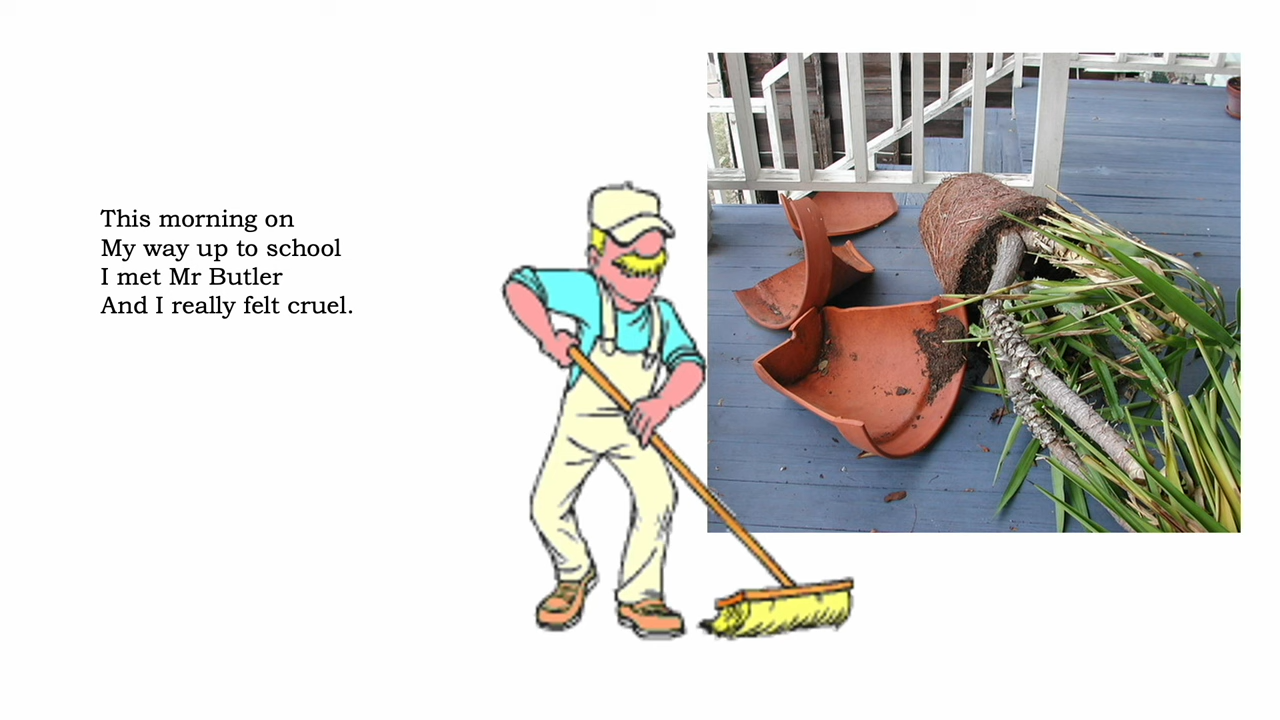 This morning on
My way up to school
I met Mr Butler
And I really felt cruel.